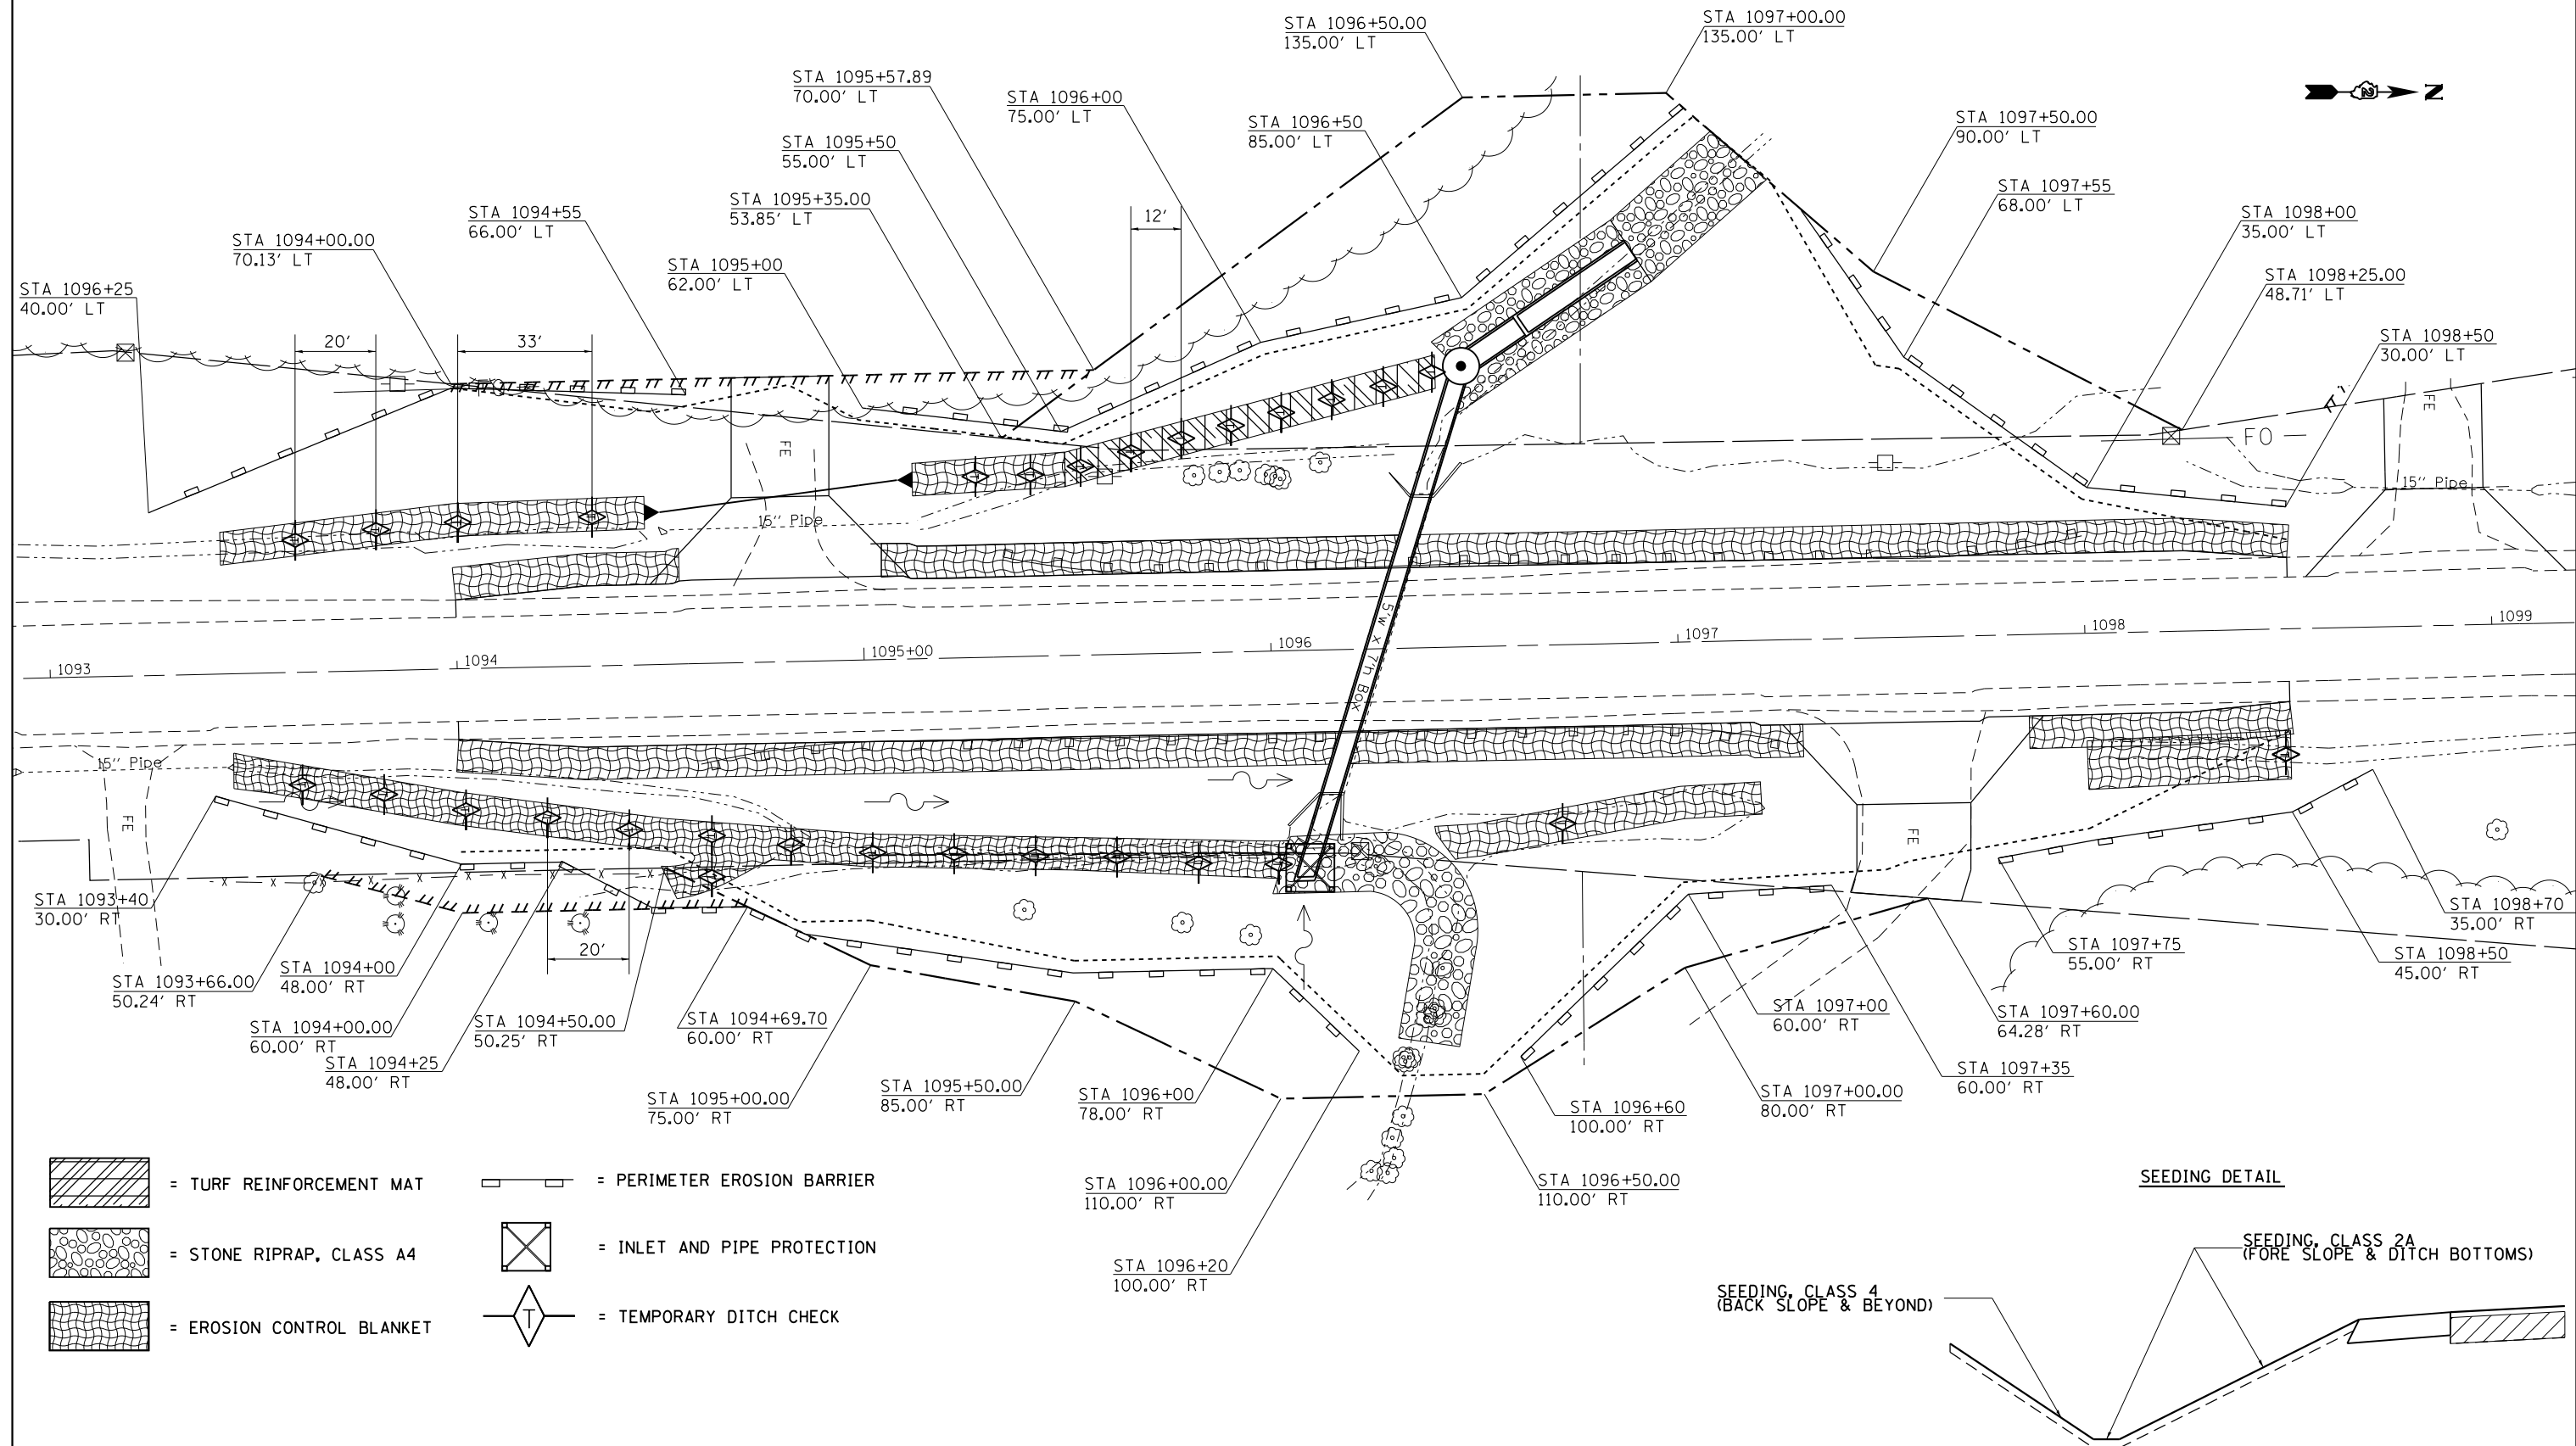 STA 1096+50.00
135.00' LT
STA 1097+00.00
135.00' LT
STA 1095+57.89
70.00' LT
STA 1096+00
75.00' LT
STA 1096+50
85.00' LT
STA 1097+50.00
90.00' LT
N
STA 1095+50
55.00' LT
STA 1095+35.00
53.85' LT
STA 1097+55
68.00' LT
STA 1094+55
66.00' LT
STA 1098+00
35.00' LT
STA 1094+00.00
70.13' LT
STA 1095+00
62.00' LT
12'
STA 1098+25.00
48.71' LT
STA 1096+25
40.00' LT
20'
33'
STA 1098+50
30.00' LT
FE
FE
FO
15" Pipe
15" Pipe
5'w x 7'h Box
1093
1094
1095+00
1096
1097
1098
1099
15" Pipe
FE
FE
STA 1093+40
30.00' RT
STA 1093+66.00
50.24' RT
STA 1094+00
48.00' RT
STA 1094+00.00
60.00' RT
STA 1094+25
48.00' RT
STA 1094+50.00
50.25' RT
20'
STA 1094+69.70
60.00' RT
STA 1095+00.00
75.00' RT
STA 1095+50.00
85.00' RT
STA 1096+00
78.00' RT
STA 1096+00.00
110.00' RT
STA 1096+20
100.00' RT
STA 1096+50.00
110.00' RT
STA 1096+60
100.00' RT
STA 1097+00.00
80.00' RT
STA 1097+00
60.00' RT
STA 1097+35
60.00' RT
STA 1097+60.00
64.28' RT
STA 1097+75
55.00' RT
STA 1098+50
45.00' RT
STA 1098+70
35.00' RT
= TURF REINFORCEMENT MAT
= STONE RIPRAP, CLASS A4
= EROSION CONTROL BLANKET
= PERIMETER EROSION BARRIER
= INLET AND PIPE PROTECTION
T
= TEMPORARY DITCH CHECK
SEEDING DETAIL
SEEDING, CLASS 2A
(FORE SLOPE & DITCH BOTTOMS)
SEEDING, CLASS 4
(BACK SLOPE & BEYOND)